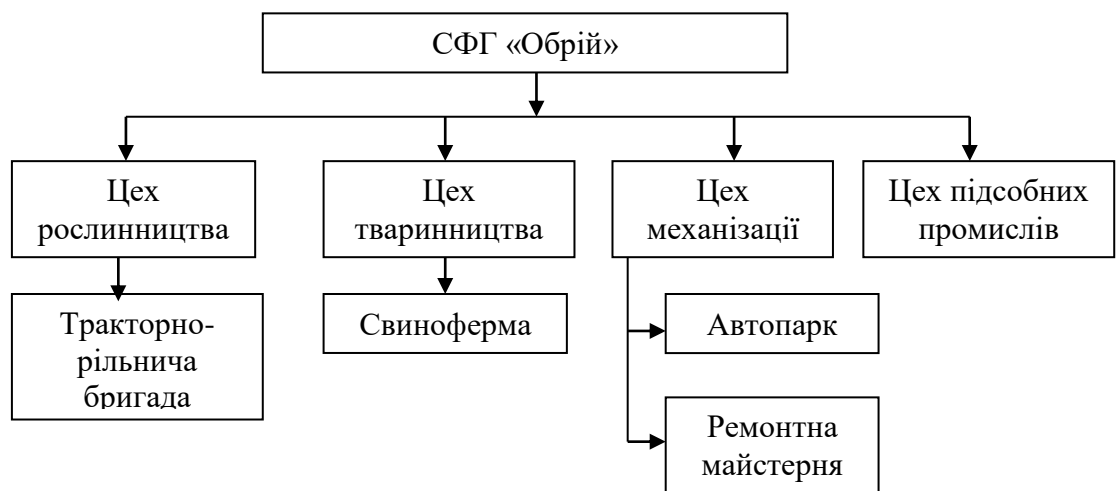 СФГ «Обрій»
Цех
рослинництва
Цех
тваринництва
Цех
механізації
Цех підсобних
промислів
Тракторно-
рільнича
бригада
Свиноферма
Автопарк
Ремонтна
майстерня